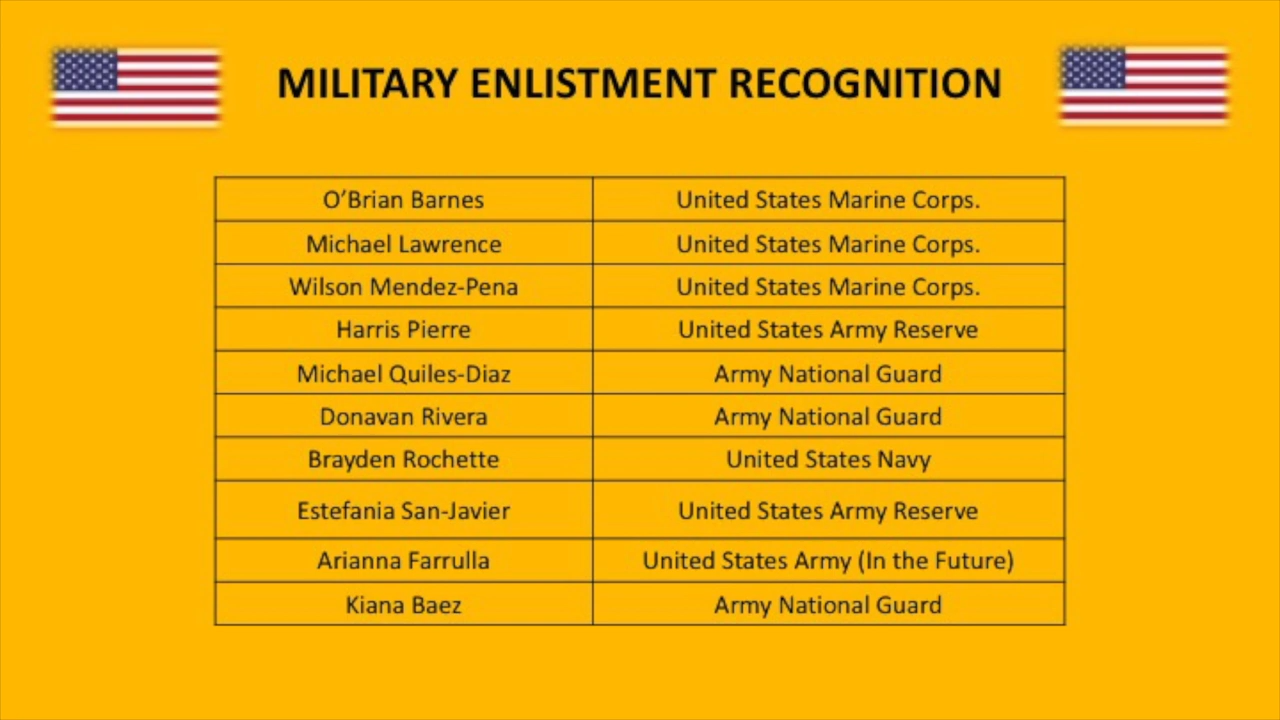 MILITARY ENLISTMENT RECOGNITION
O’Brian Barnes United States Marine Corps.
Michael Lawrence United States Marine Corps.
Wilson Mendez-Pena United States Marine Corps.
Harris Pierre United States Army Reserve
Michael Quiles-Diaz Army National Guard
Donavan Rivera Army National Guard
Brayden Rochette United States Navy
Estefania San-Javier United States Army Reserve
Arianna Farrulla United States Army (In the Future)
Kiana Baez Army National Guard